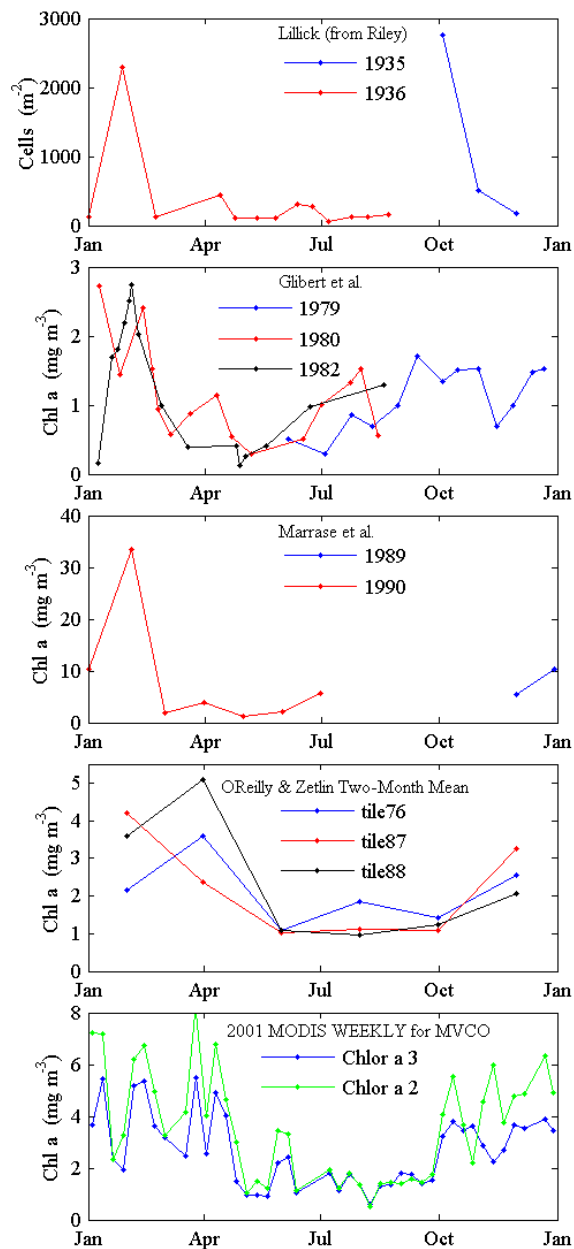 3000
Lillick (from Riley)
1935
1936
2000
1000
0
Cells (m-2)
Jan Apr Jul Oct Jan
3
Glibert et al.
1979
1980
1982
2
1
0
Chl a (mg m-3)
Jan Apr Jul Oct Jan
40
Marrase et al.
1989
1990
30
20
10
0
Chl a (mg m-3)
Jan Apr Jul Oct Jan
5
OReilly & Zetlin Two-Month Mean
tile76
tile87
tile88
4
3
2
1
0
Chl a (mg m-3)
Jan Apr Jul Oct Jan
8
2001 MODIS WEEKLY for MVCO
Chlor a 3
Chlor a 2
6
4
2
0
Chl a (mg m-3)
Jan Apr Jul Oct Jan